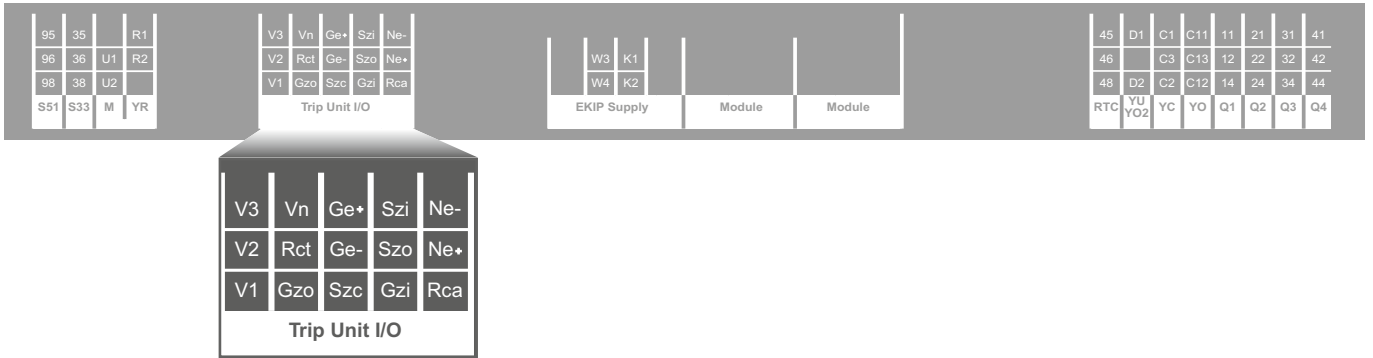 95 35 R1
96 36 U1 R2
98 38 U2
S51 S33 M YR
V3 Vn Ge+ Szi Ne-
V2 Rct Ge- Szo Ne+
V1 Gzo Szc Gzi Rca
Trip Unit I/O
W3 K1
W4 K2
EKIP Supply Module Module
45 D1 C1 C11 11 21 31 41
46 C3 C13 12 22 32 42
48 D2 C2 C12 14 24 34 44
RTC YU YO2 YC YO Q1 Q2 Q3 Q4
V3 Vn Ge+ Szi Ne-
V2 Rct Ge- Szo Ne+
V1 Gzo Szc Gzi Rca
Trip Unit I/O